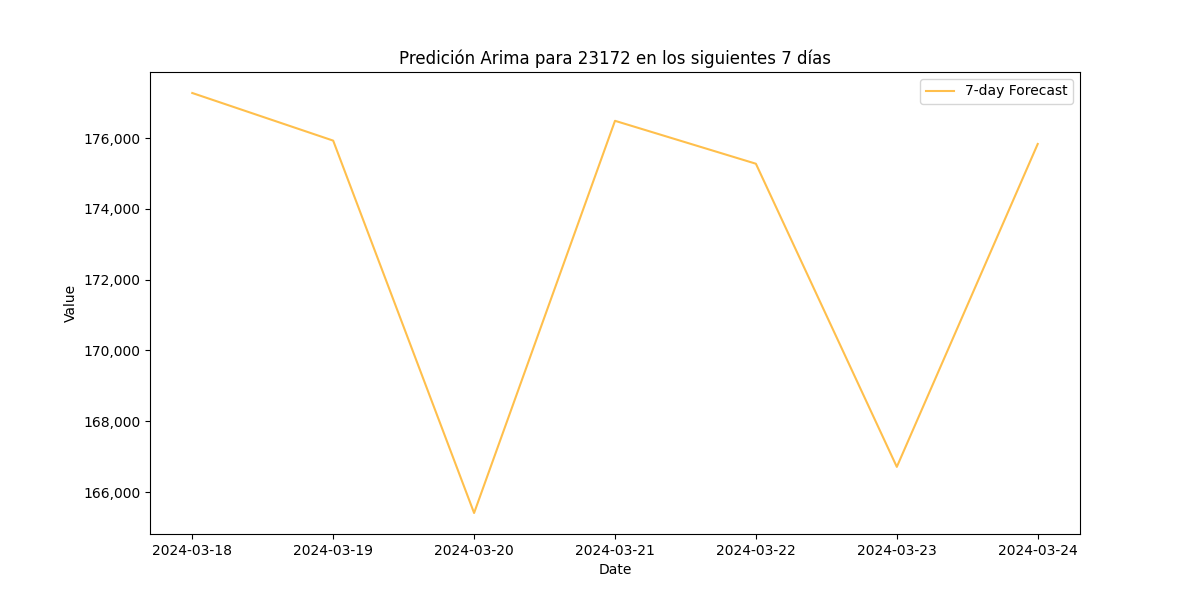 Predición Arima para 23172 en los siguientes 7 días
7-day Forecast
176,000
174,000
172,000
170,000
168,000
166,000
Value
2024-03-18 2024-03-19 2024-03-20 2024-03-21 2024-03-22 2024-03-23 2024-03-24
Date